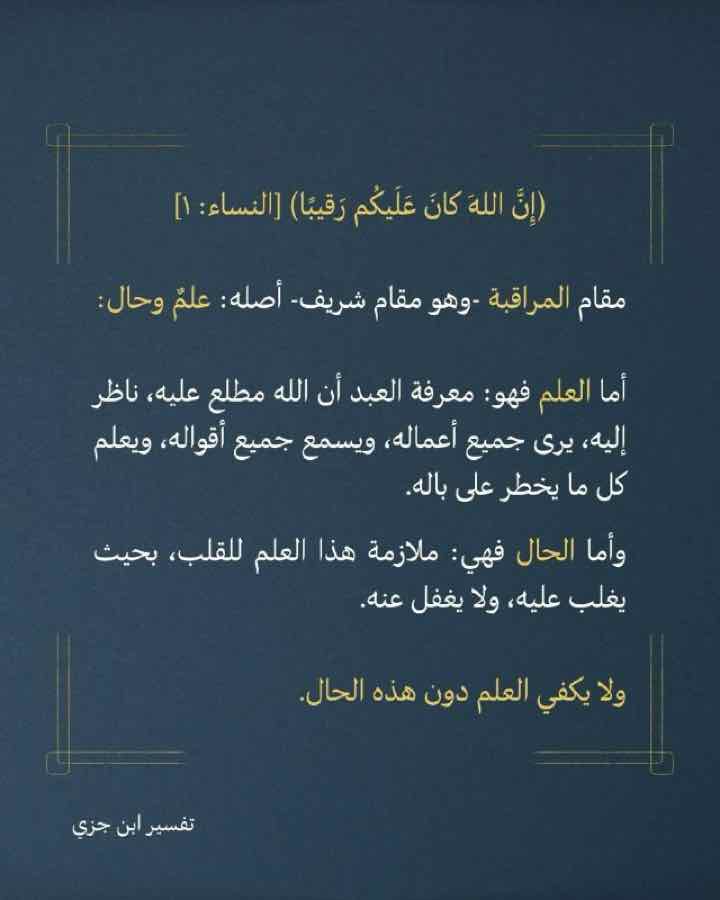 (إِنَّ اللهَ كانَ عَلَيكُم رَقيبًا) [النساء: ١]
مقام المراقبة -وهو مقام شريف- أصله: علمٌ وحال:
أما العلم فهو: معرفة العبد أن الله مطلع عليه، ناظر
إليه، يرى جميع أعماله، ويسمع جميع أقواله، ويعلم
كل ما يخطر على باله.
وأما الحال فهي: ملازمة هذا العلم للقلب، بحيث
يغلب عليه، ولا يغفل عنه.
ولا يكفي العلم دون هذه الحال.
تفسير ابن جزي